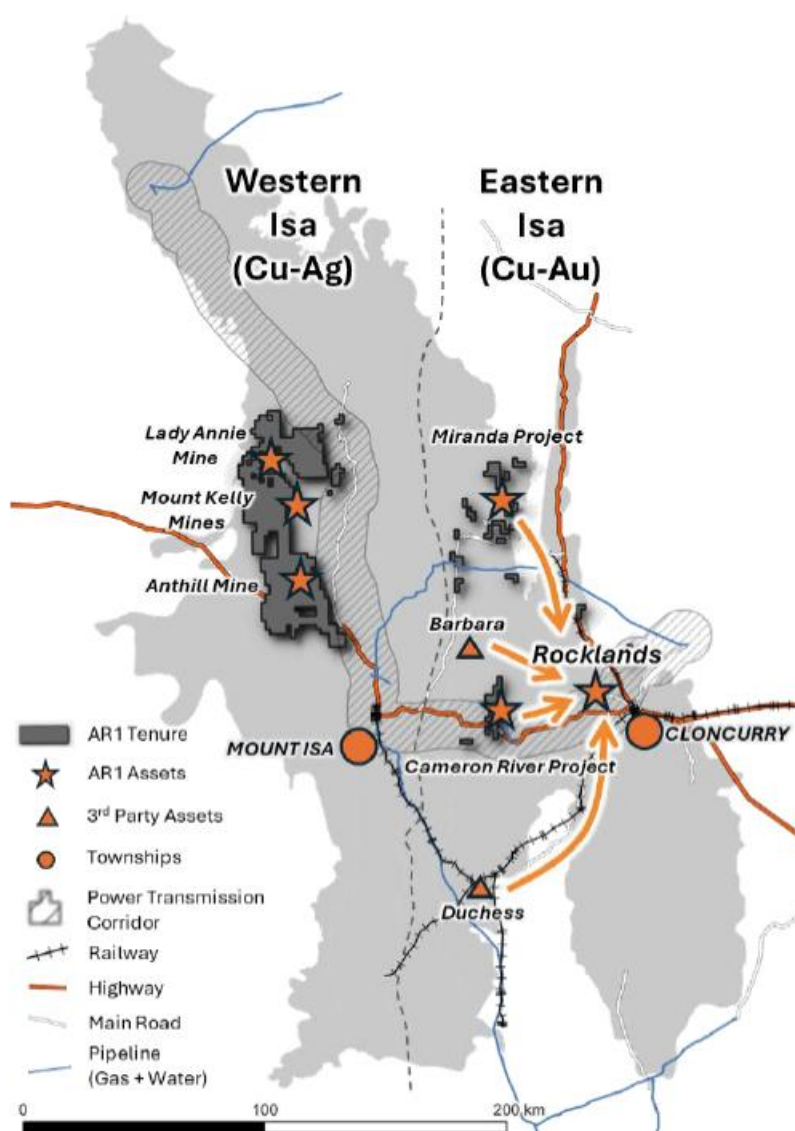 Western
Isa
(Cu-Ag)
Eastern
Isa
(Cu-Au)
Lady Annie
Mine
Mount Kelly
Mines
Anthill Mine
Miranda Project
Barbara
Rocklands
MOUNT ISA
CLONCURRY
Cameron River Project
Duchess
AR1 Tenure
AR1 Assets
3rd Party Assets
Townships
Power Transmission
Corridor
Railway
Highway
Main Road
Pipeline
(Gas + Water)
0 100 200 km